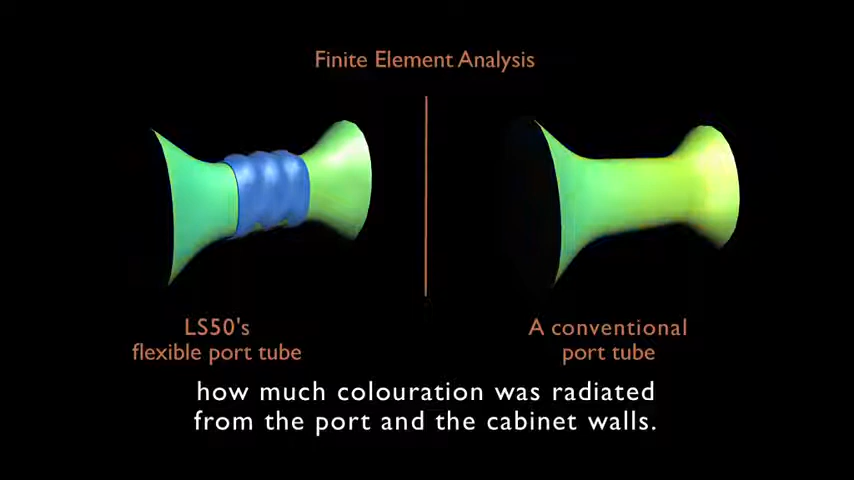 Finite Element Analysis
LS50's
flexible port tube
A conventional
port tube
how much colouration was radiated
from the port and the cabinet walls.